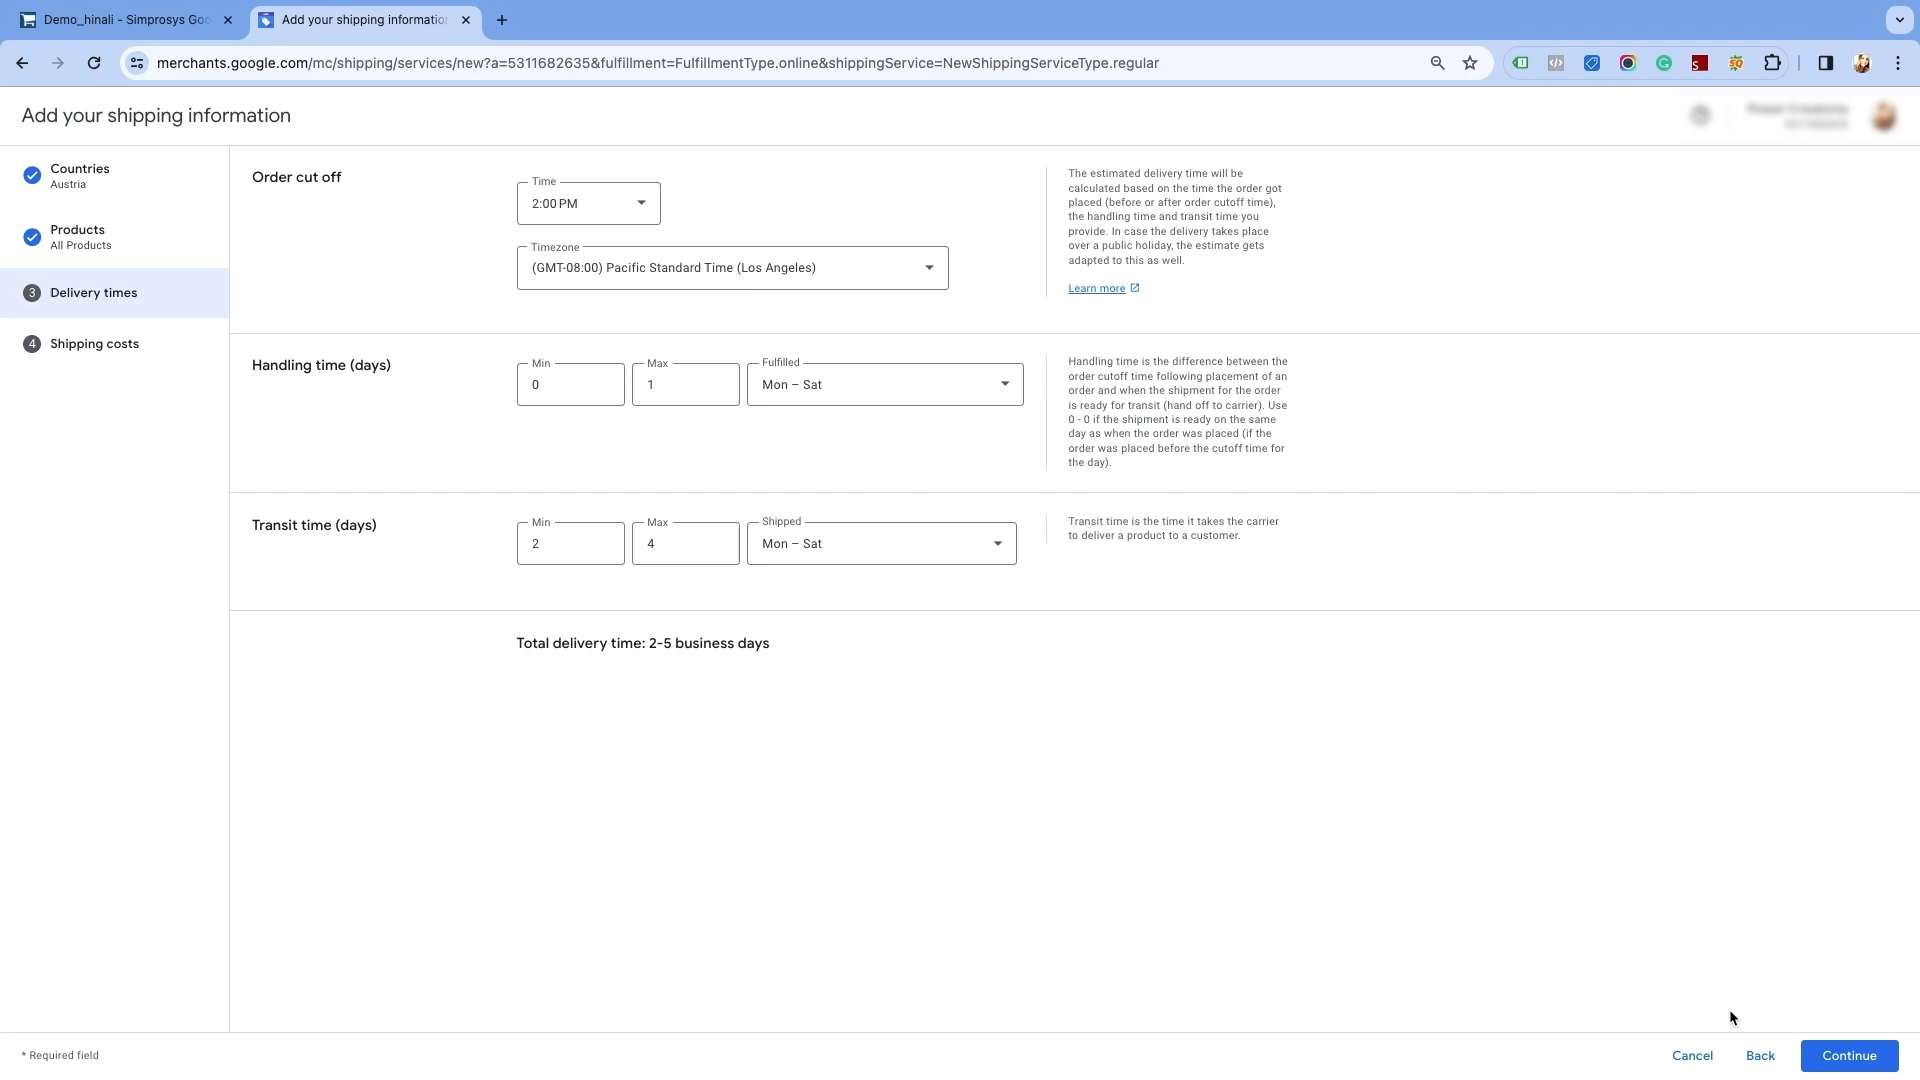 Demo_hinali - Simprosys Goo
Add your shipping information
merchants.google.com/mc/shipping/services/new?a=5311682635&fulfillment=FulfillmentType.online&shippingService=NewShippingServiceType.regular
Add your shipping information
Countries
Austria
Products
All Products
3 Delivery times
4 Shipping costs
Order cut off
Time
2:00 PM
Timezone
(GMT-08:00) Pacific Standard Time (Los Angeles)
The estimated delivery time will be
calculated based on the time the order got
placed (before or after order cutoff time),
the handling time and transit time you
provide. In case the delivery takes place
over a public holiday, the estimate gets
adapted to this as well.
Learn more
Handling time (days)
Min
0
Max
1
Fulfilled
Mon – Sat
Handling time is the difference between the
order cutoff time following placement of an
order and when the shipment for the order
is ready for transit (hand off to carrier). Use
0 - 0 if the shipment is ready on the same
day as when the order was placed (if the
order was placed before the cutoff time for
the day).
Transit time (days)
Min
2
Max
4
Shipped
Mon – Sat
Transit time is the time it takes the carrier
to deliver a product to a customer.
Total delivery time: 2-5 business days
* Required field
Cancel
Back
Continue